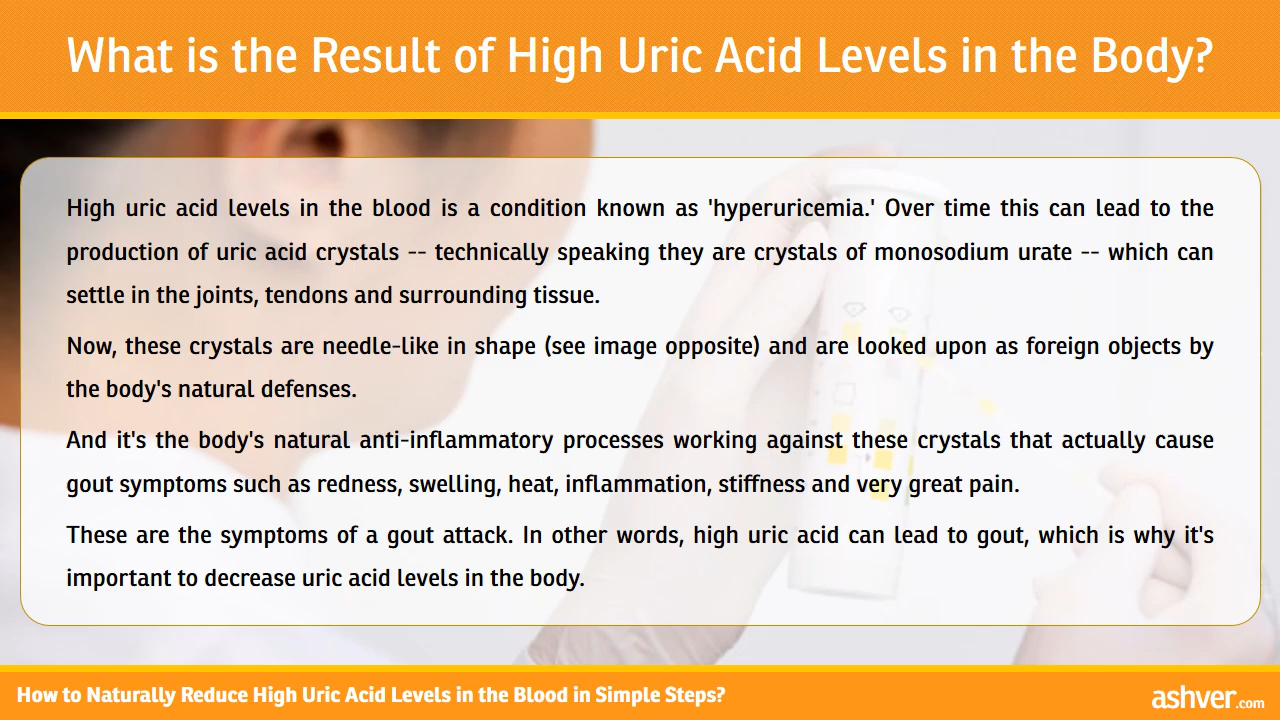 What is the Result of High Uric Acid Levels in the Body?
High uric acid levels in the blood is a condition known as 'hyperuricemia.' Over time this can lead to the
production of uric acid crystals -- technically speaking they are crystals of monosodium urate -- which can
settle in the joints, tendons and surrounding tissue.
Now, these crystals are needle-like in shape (see image opposite) and are looked upon as foreign objects by
the body's natural defenses.
And it's the body's natural anti-inflammatory processes working against these crystals that actually cause
gout symptoms such as redness, swelling, heat, inflammation, stiffness and very great pain.
These are the symptoms of a gout attack. In other words, high uric acid can lead to gout, which is why it's
important to decrease uric acid levels in the body.
How to Naturally Reduce High Uric Acid Levels in the Blood in Simple Steps?
ashver.com